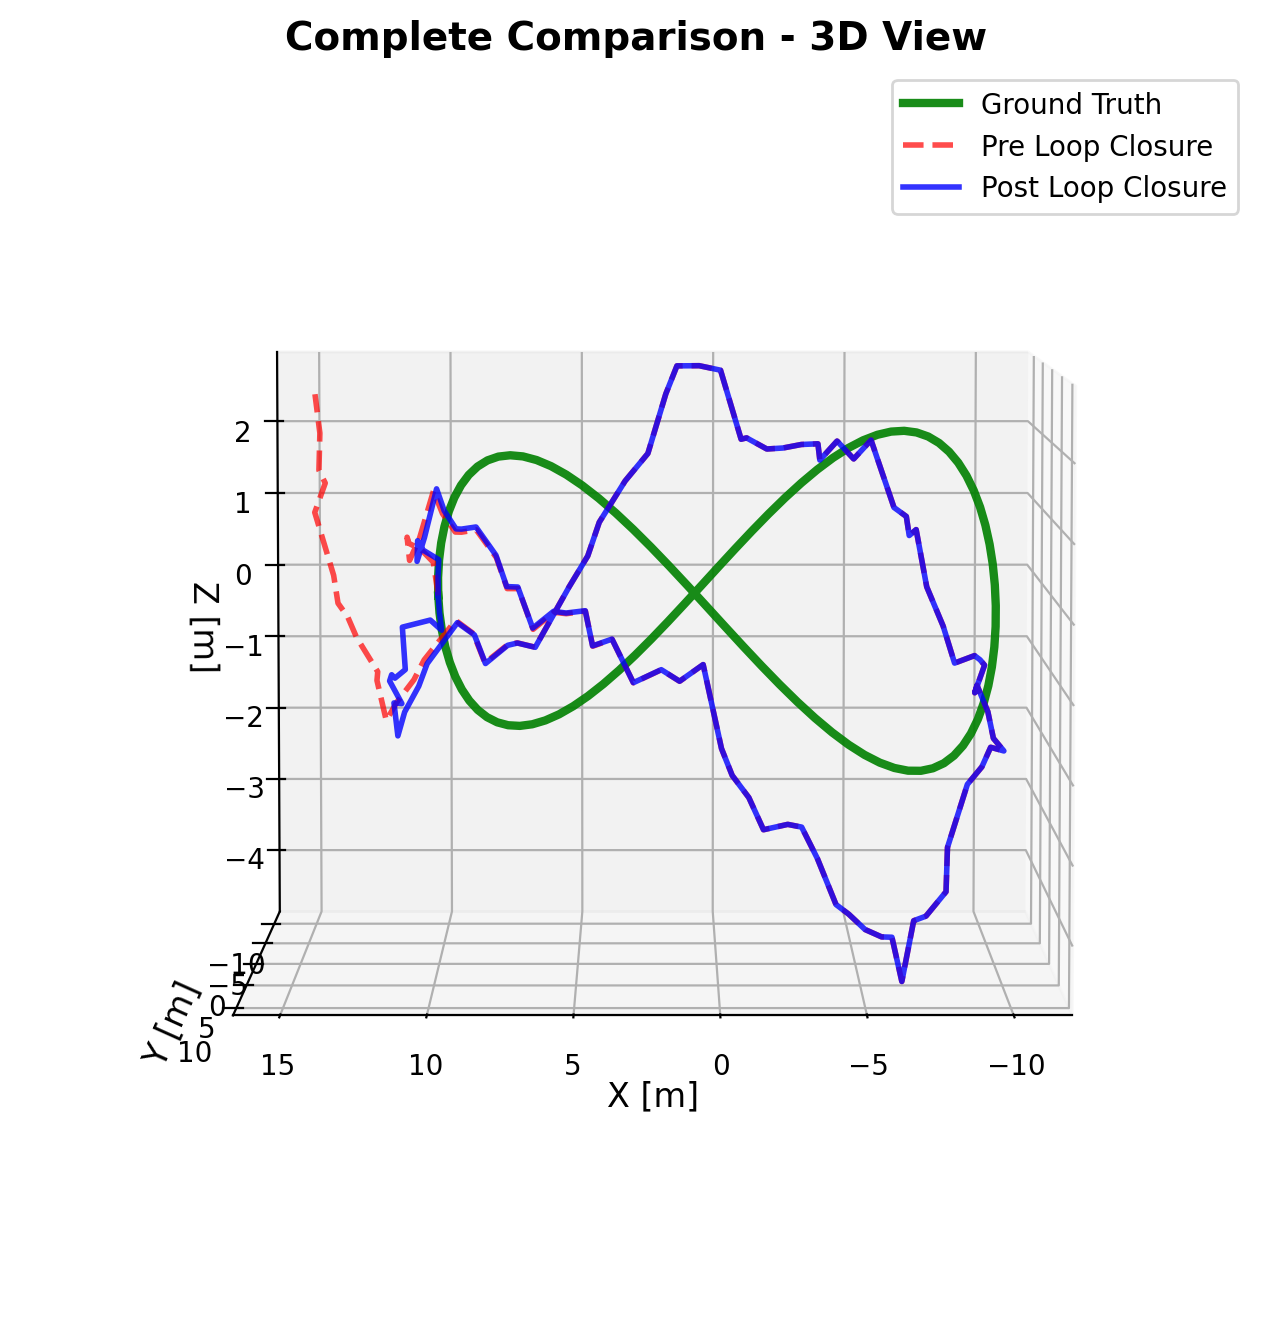 Complete Comparison - 3D View
Ground Truth
Pre Loop Closure
Post Loop Closure
2
1
0
−1
−2
−3
−4
Z [m]
−10
−5
0
5
10
Y [m]
15
10
5
0
−5
−10
X [m]